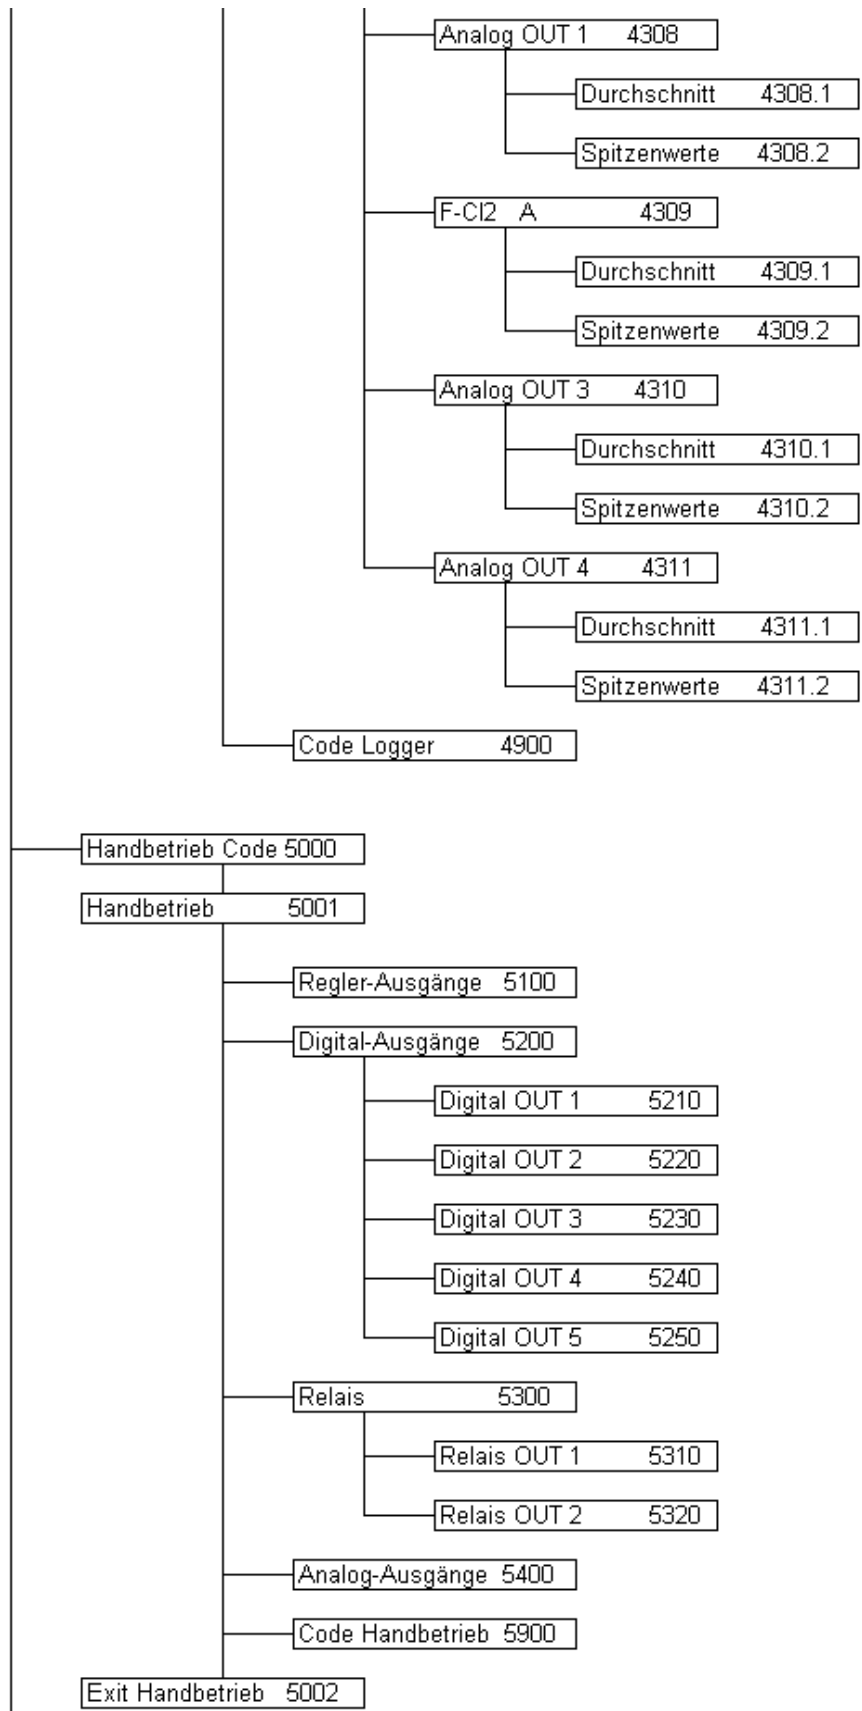 Analog OUT 1 4308
Durchschnitt 4308.1
Spitzenwerte 4308.2
F-Cl2 A 4309
Durchschnitt 4309.1
Spitzenwerte 4309.2
Analog OUT 3 4310
Durchschnitt 4310.1
Spitzenwerte 4310.2
Analog OUT 4 4311
Durchschnitt 4311.1
Spitzenwerte 4311.2
Code Logger 4900
Handbetrieb Code 5000
Handbetrieb 5001
Regler-Ausgänge 5100
Digital-Ausgänge 5200
Digital OUT 1 5210
Digital OUT 2 5220
Digital OUT 3 5230
Digital OUT 4 5240
Digital OUT 5 5250
Relais 5300
Relais OUT 1 5310
Relais OUT 2 5320
Analog-Ausgänge 5400
Code Handbetrieb 5900
Exit Handbetrieb 5002